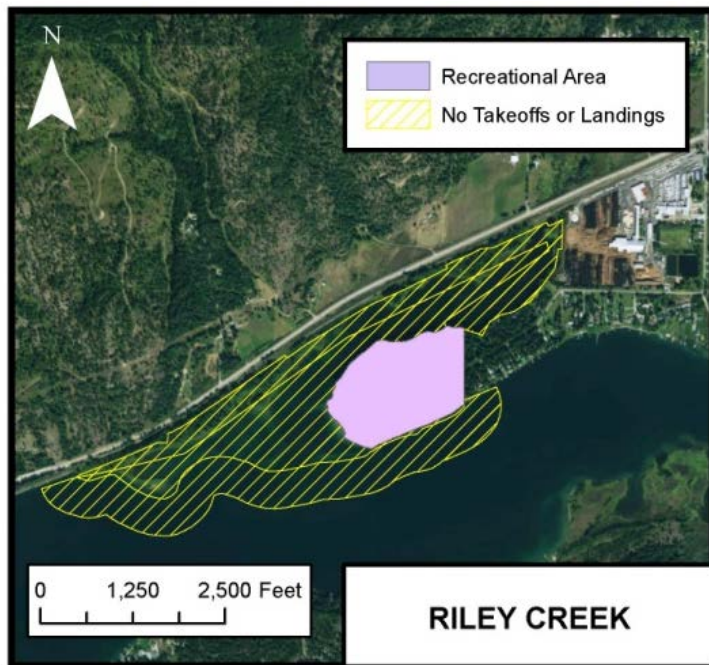 N
Recreational Area
No Takeoffs or Landings
0 1,250 2,500 Feet
RILEY CREEK